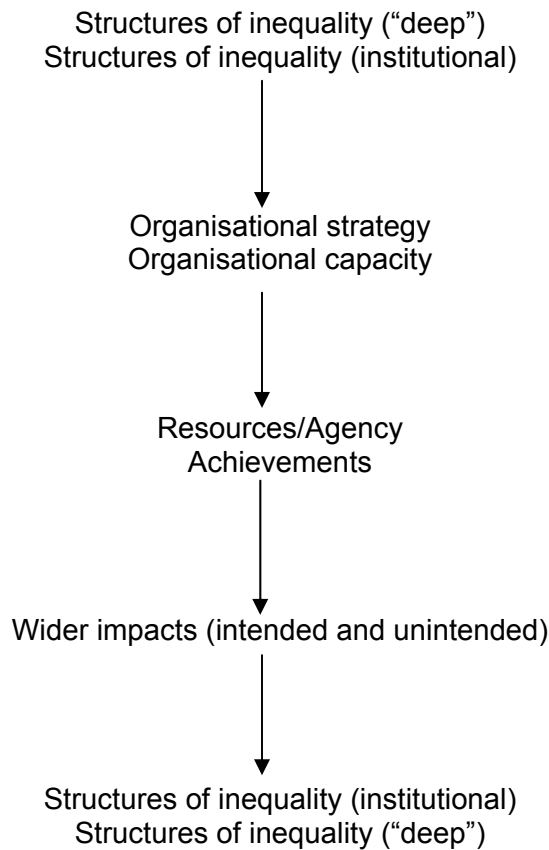 Structures of inequality (“deep”)
Structures of inequality (institutional)
Organisational strategy
Organisational capacity
Resources/Agency
Achievements
Wider impacts (intended and unintended)
Structures of inequality (institutional)
Structures of inequality (“deep”)